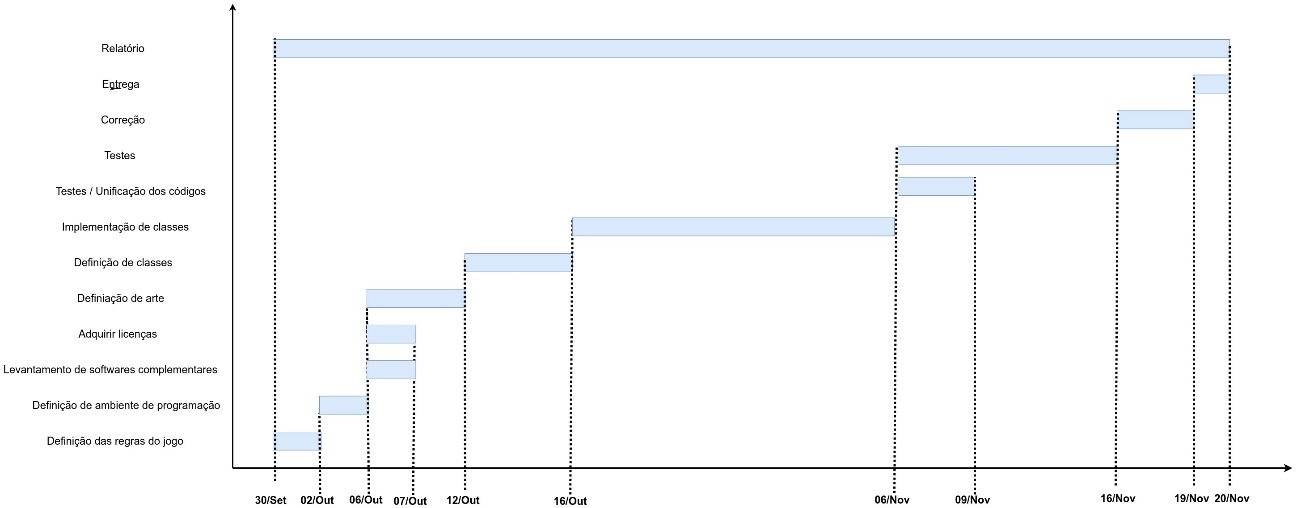 Relatório
Entrega
Correção
Testes
Testes / Unificação dos códigos
Implementação de classes
Definição de classes
Definiação de arte
Adquirir licenças
Levantamento de softwares complementares
Definição de ambiente de programação
Definição das regras do jogo
30/Set 02/Out 06/Out 07/Out 12/Out 16/Out 06/Nov 09/Nov 16/Nov 19/Nov 20/Nov